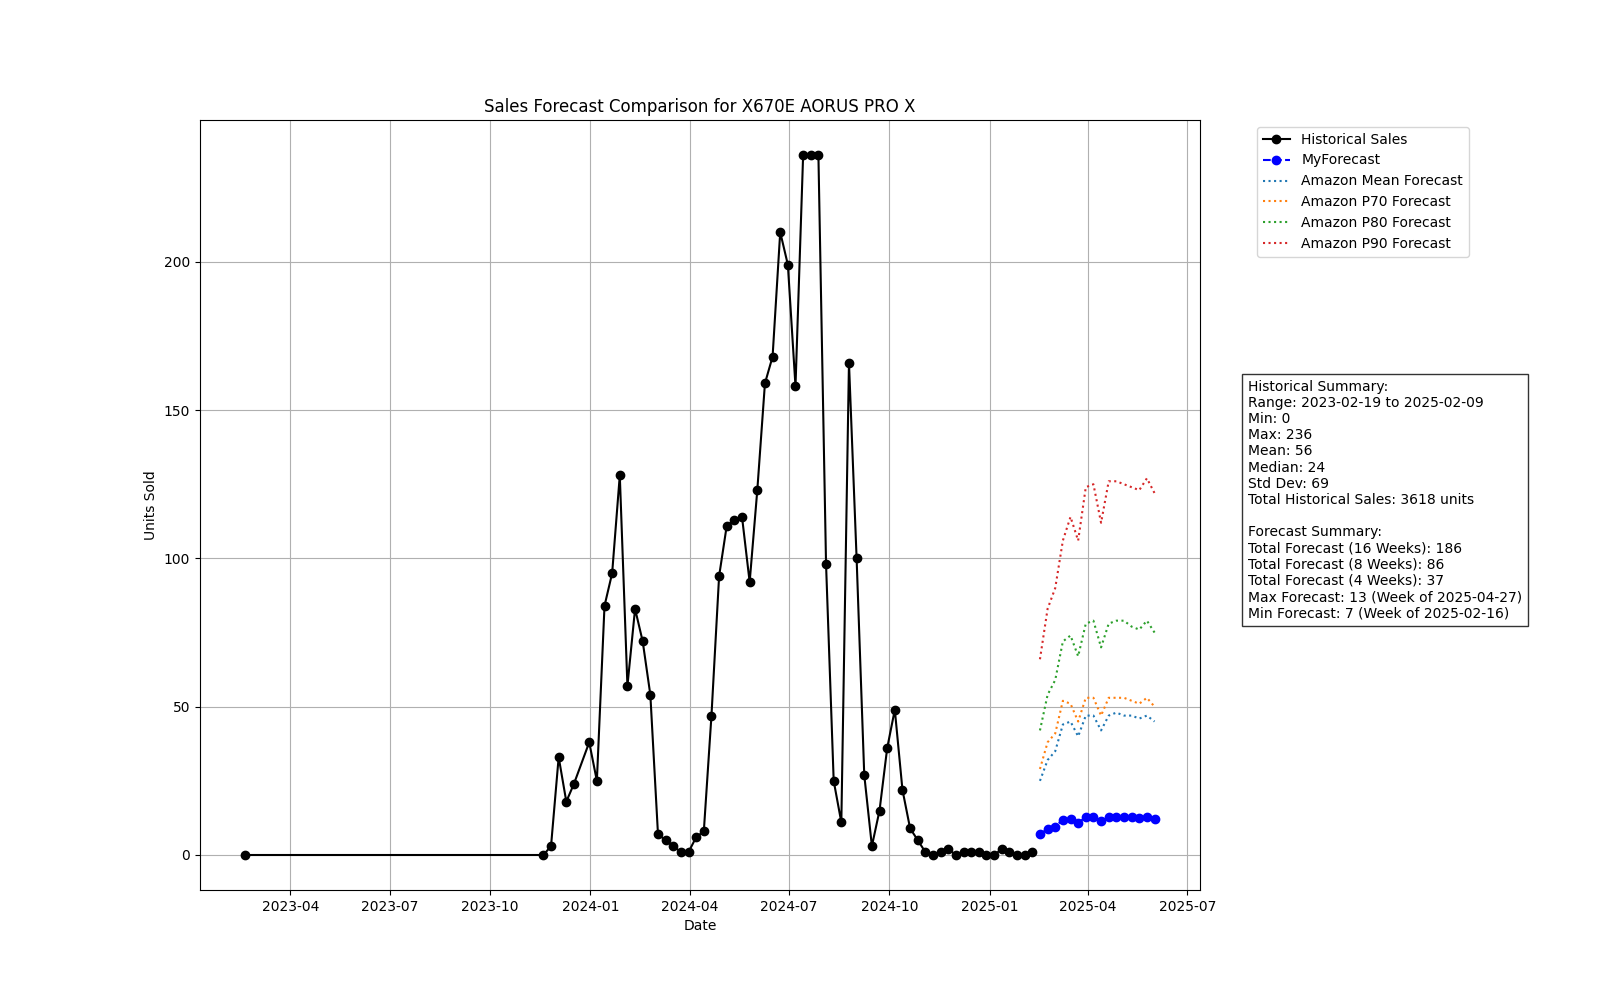 Sales Forecast Comparison for X670E AORUS PRO X
Historical Sales
MyForecast
Amazon Mean Forecast
Amazon P70 Forecast
Amazon P80 Forecast
Amazon P90 Forecast
200
150
100
50
0
Units Sold
2023-04 2023-07 2023-10 2024-01 2024-04 2024-07 2024-10 2025-01 2025-04 2025-07
Date
Historical Summary:
Range: 2023-02-19 to 2025-02-09
Min: 0
Max: 236
Mean: 56
Median: 24
Std Dev: 69
Total Historical Sales: 3618 units
Forecast Summary:
Total Forecast (16 Weeks): 186
Total Forecast (8 Weeks): 86
Total Forecast (4 Weeks): 37
Max Forecast: 13 (Week of 2025-04-27)
Min Forecast: 7 (Week of 2025-02-16)